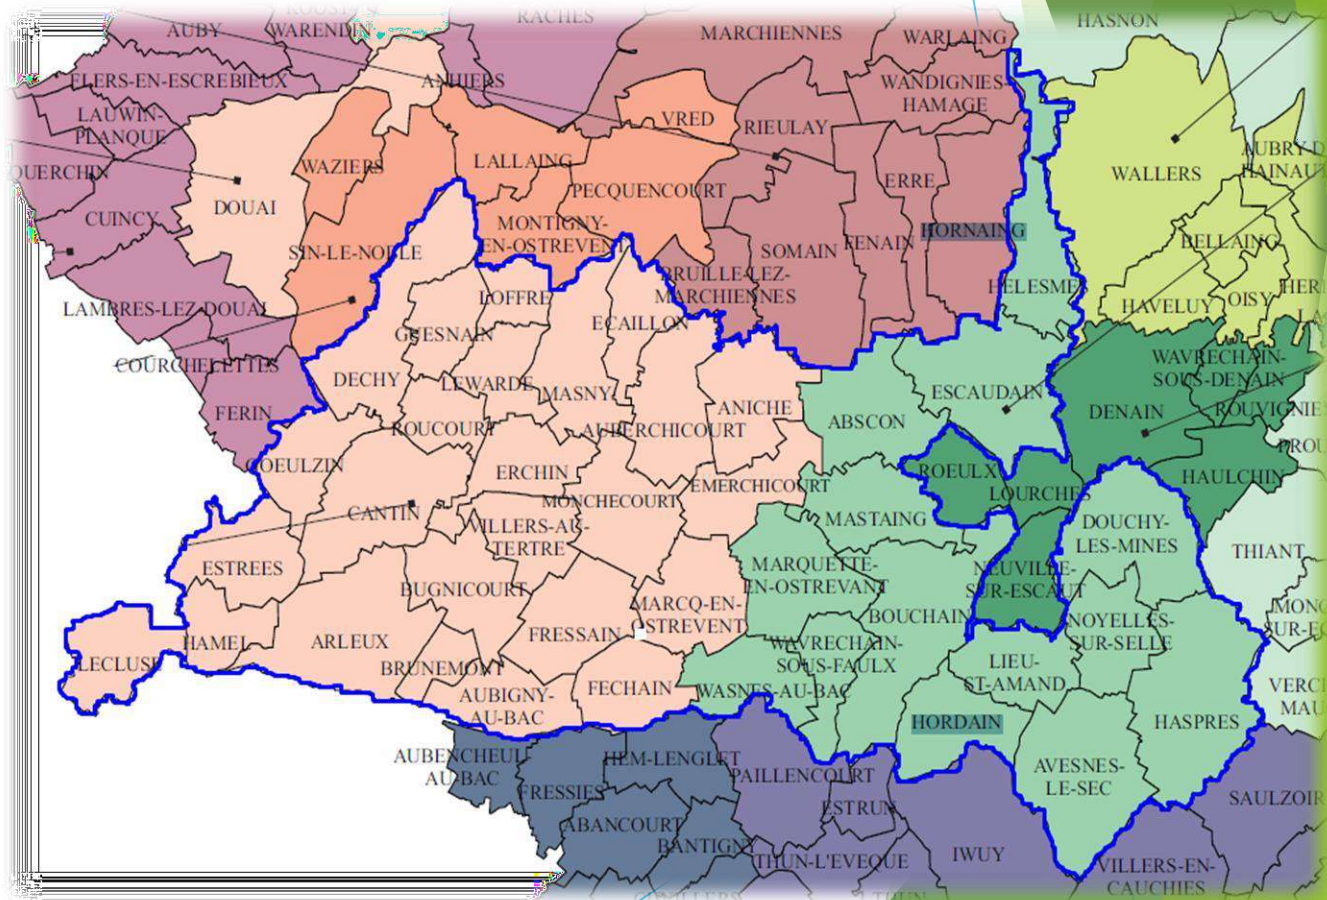 HASNON
RACHES
AUBY
WARENDIN
MARCHIENNES
WARLAING
FLERS-EN-ESCREBIEUX
ANHIERS
WANDIGNIES-
HAMAGE
LAUWIN-
PLANQUE
VRED
RIEULAY
WAZIERS
LALLAING
WALLERS
QUERCHIN
PECQUENCOURT
ERRE
DOUAI
CUINCY
MONTIGNY-
EN-OSTREVENT
HORNAING
SIN-LE-NOBLE
SOMAIN
FENAIN
BELLAING
BRUILLE-LEZ-
MARCHIENNES
HELESMES
LAMBRES-LEZ-DOUAI
LOFFRE
HAVELUY
OISY
ECAILLON
GUESNAIN
COURCHELETTES
WAVRECHAIN-
SOUS-DENAIN
DECHY
LEWARDE
MASNY
ESCAUDAIN
FERIN
ANICHE
DENAIN
ROUVIGNIE
ABSCON
ROUCOURT
AUBERCHICOURT
GOEULZIN
ERCHIN
ROEULX
HAULCHIN
EMERCHICOURT
LOURCHES
MONCHECOURT
CANTIN
MASTAING
DOUCHY-
LES-MINES
VILLERS-AU-
TERTRE
THIANT
ESTREES
MARQUETTE-
EN-OSTREVANT
NEUVILLE-
SUR-ESCAUT
BUGNICOURT
MARCQ-EN-
OSTREVENT
BOUCHAIN
NOYELLES-
SUR-SELLE
FRESSAIN
HAMEL
ARLEUX
WAVRECHAIN-
SOUS-FAULX
LECLUSE
BRUNEMONT
LIEU-
ST-AMAND
FECHAIN
WASNES-AU-BAC
AUBIGNY-
AU-BAC
HORDAIN
HASPRES
AUBENCHEUL-
AU-BAC
HEM-LENGLET
PAILLENCOURT
AVESNES-
LE-SEC
FRESSIES
ESTRUN
SAULZOIR
ABANCOURT
BANTIGNY
THUN-L'EVEQUE
IWUY
VILLERS-EN-
CAUCHIES